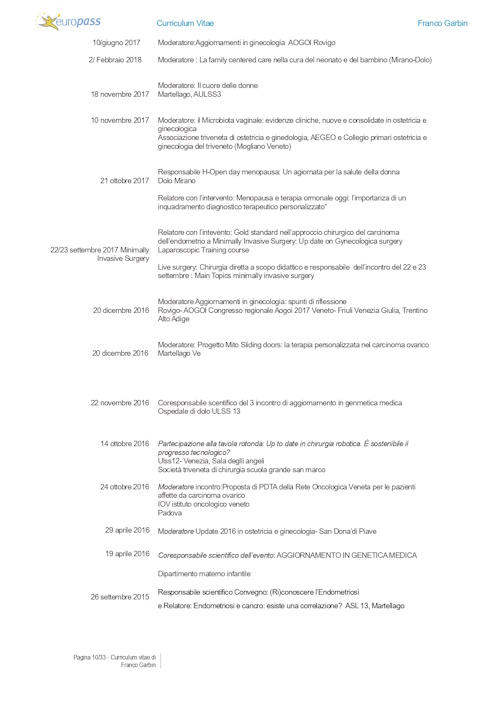 europass
Curriculum Vitae
Franco Garbin
10/giugno 2017
Moderatore:Aggiornamenti in ginecologia AOGOI Rovigo
2/ Febbraio 2018
Moderatore : La family centered care nella cura del neonato e del bambino (Mirano-Dolo)
Moderatore: Il cuore delle donne
18 novembre 2017
Martellago, AULSS3
10 novembre 2017
Moderatore: il Microbiota vaginale: evidenze cliniche, nuove e consolidate in ostetricia e
ginecologica
Associazione triveneta di ostetricia e ginedologia, AEGEO e Collegio primari ostetricia e
ginecologia del triveneto (Mogliano Veneto)
Responsabile H-Open day menopausa: Un agiornata per la salute della donna
21 ottobre 2017
Dolo Mirano
Relatore con l'intervento: Menopausa e terapia ormonale oggi: l'importanza di un
inquadramento diagnostico terapeutico personalizzato"
Relatore con l'intevento: Gold standard nell'approccio chirurgico del carcinoma
dell'endometrio a Minimally Invasive Surgery: Up date on Gynecologica surgery
22/23 settembre 2017 Minimally
Laparoscopic Training course
Invasive Surgery
Live surgery: Chirurgia diretta a scopo didattico e responsabile dell'incontro del 22 e 23
settembre : Main Topics minimally invasive surgery
Moderatore Aggiornamenti in ginecologia: spunti di riflessione
20 dicembre 2016
Rovigo- AOGOI Congresso regionale Aogoi 2017 Veneto- Friuli Venezia Giulia, Trentino
Alto Adige
Moderatore: Progetto Mito Sliding doors: la terapia personalizzata nel carcinoma ovarico
20 dicembre 2016
Martellago Ve
22 novembre 2016
Coresponsabile scentifico del 3 incontro di aggiornamento in genmetica medica
Ospedale di dolo ULSS 13
14 ottobre 2016
Partecipazione alla tavola rotonda: Up to date in chirurgia robotica. È sostenibile il
progresso tecnologico?
Ulss12- Venezia, Sala deglli angeli
Società triveneta di chirurgia scuola grande san marco
24 ottobre 2016
Moderatore incontro:Proposta di PDTA della Rete Oncologica Veneta per le pazienti
affette da carcinoma ovarico
IOV istituto oncologico veneto
Padova
29 aprile 2016
Moderatore Update 2016 in ostetricia e ginecologia- San Dona'di Piave
19 aprile 2016
Coresponsabile scientifico dell'evento: AGGIORNAMENTO IN GENETICA MEDICA
Dipartimento materno infantile
26 settembre 2015
Responsabile scientifico Convegno: (Ri)conoscere l'Endometriosi
e Relatore: Endometriosi e cancro: esiste una correlazione? ASL 13, Martellago
Pagina 10/33 - Curriculum vitae di
Franco Garbin